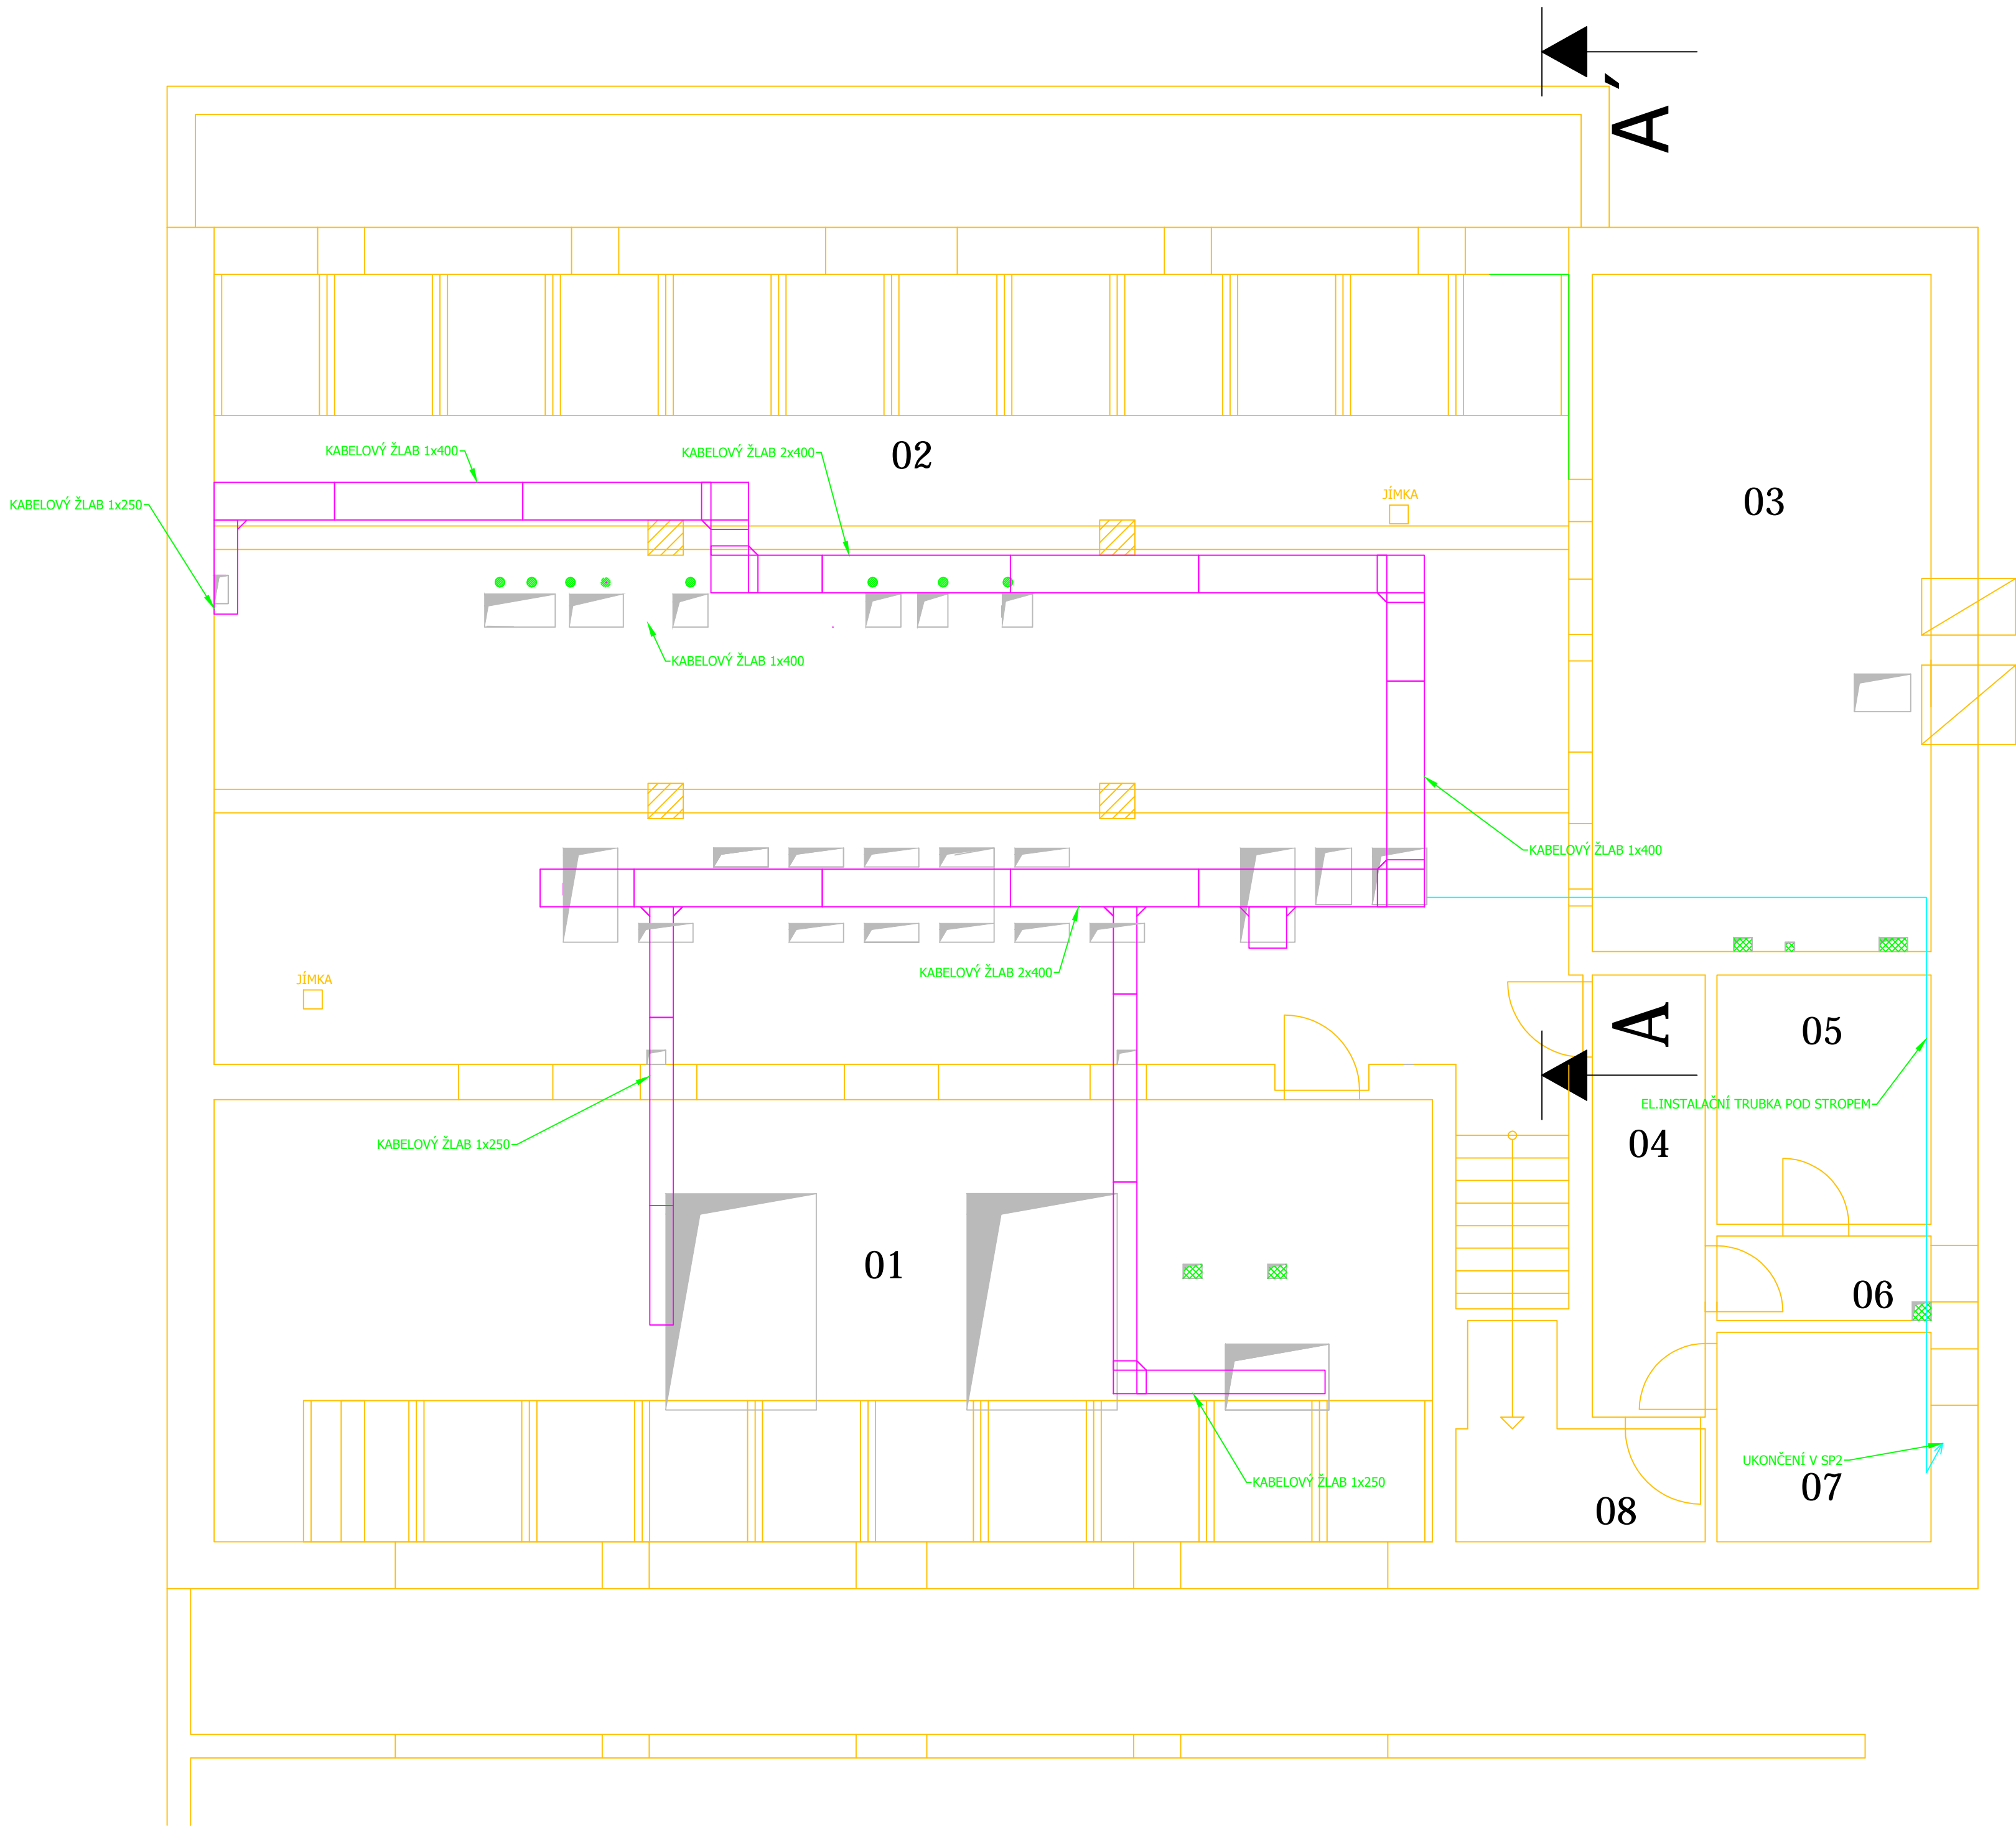 A´
KABELOVÝ ŽLAB 1x400
KABELOVÝ ŽLAB 2x400
02
KABELOVÝ ŽLAB 1x250
JÍMKA
03
KABELOVÝ ŽLAB 1x400
KABELOVÝ ŽLAB 1x400
KABELOVÝ ŽLAB 2x400
JÍMKA
A
05
EL.INSTALAČNÍ TRUBKA POD STROPEM
KABELOVÝ ŽLAB 1x250
04
01
06
UKONČENÍ V SP2
KABELOVÝ ŽLAB 1x250
07
08